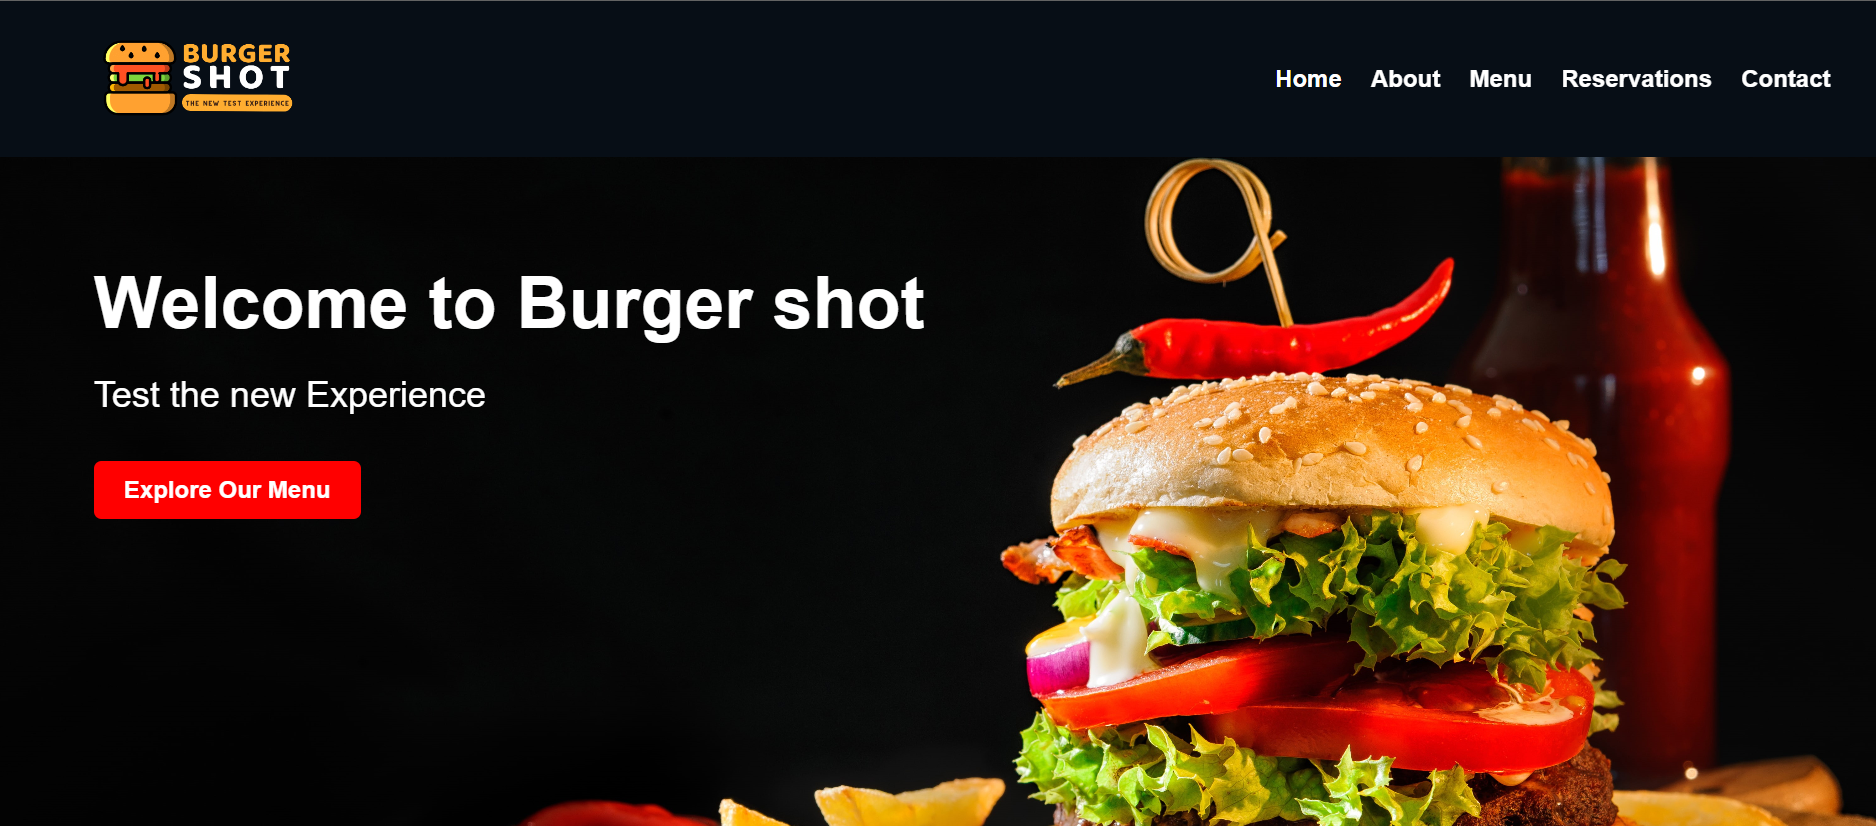 BURGER
SHOT
THE NEW TEST EXPERIENCE
Home About Menu Reservations Contact
Welcome to Burger shot
Test the new Experience
Explore Our Menu